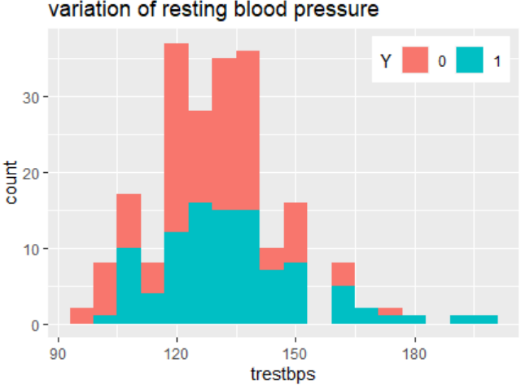 variation of resting blood pressure
Y 0 1
30
20
10
0
count
90 120 150 180
trestbps